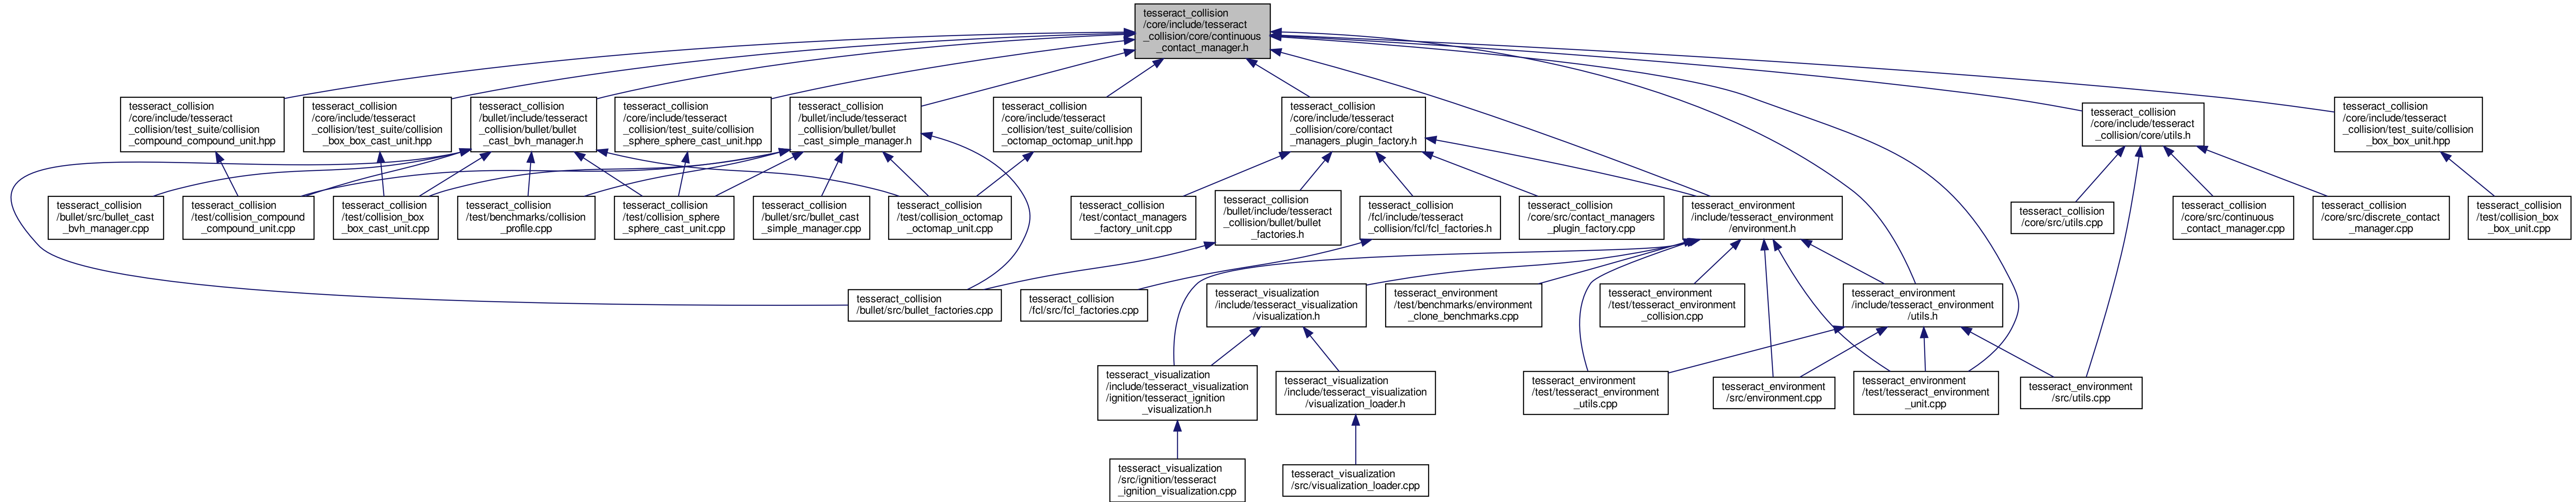 tesseract_collision
/core/include/tesseract
_collision/core/continuous
_contact_manager.h
tesseract_collision
/core/include/tesseract
_collision/test_suite/collision
_compound_compound_unit.hpp
tesseract_collision
/core/include/tesseract
_collision/test_suite/collision
_box_box_cast_unit.hpp
tesseract_collision
/bullet/include/tesseract
_collision/bullet/bullet
_cast_bvh_manager.h
tesseract_collision
/core/include/tesseract
_collision/test_suite/collision
_sphere_sphere_cast_unit.hpp
tesseract_collision
/bullet/include/tesseract
_collision/bullet/bullet
_cast_simple_manager.h
tesseract_collision
/core/include/tesseract
_collision/test_suite/collision
_octomap_octomap_unit.hpp
tesseract_collision
/core/include/tesseract
_collision/core/contact
_managers_plugin_factory.h
tesseract_collision
/core/include/tesseract
_collision/core/utils.h
tesseract_collision
/core/include/tesseract
_collision/test_suite/collision
_box_box_unit.hpp
tesseract_collision
/bullet/src/bullet_cast
_bvh_manager.cpp
tesseract_collision
/test/collision_compound
_compound_unit.cpp
tesseract_collision
/test/collision_box
_box_cast_unit.cpp
tesseract_collision
/test/benchmarks/collision
_profile.cpp
tesseract_collision
/test/collision_sphere
_sphere_cast_unit.cpp
tesseract_collision
/bullet/src/bullet_cast
_simple_manager.cpp
tesseract_collision
/test/collision_octomap
_octomap_unit.cpp
tesseract_collision
/test/contact_managers
_factory_unit.cpp
tesseract_collision
/bullet/include/tesseract
_collision/bullet/bullet
_factories.h
tesseract_collision
/fcl/include/tesseract
_collision/fcl/fcl_factories.h
tesseract_collision
/core/src/contact_managers
_plugin_factory.cpp
tesseract_environment
/include/tesseract_environment
/environment.h
tesseract_collision
/core/src/utils.cpp
tesseract_collision
/core/src/continuous
_contact_manager.cpp
tesseract_collision
/core/src/discrete_contact
_manager.cpp
tesseract_collision
/test/collision_box
_box_unit.cpp
tesseract_collision
/bullet/src/bullet_factories.cpp
tesseract_collision
/fcl/src/fcl_factories.cpp
tesseract_visualization
/include/tesseract_visualization
/visualization.h
tesseract_environment
/test/benchmarks/environment
_clone_benchmarks.cpp
tesseract_environment
/test/tesseract_environment
_collision.cpp
tesseract_environment
/include/tesseract_environment
/utils.h
tesseract_visualization
/include/tesseract_visualization
/ignition/tesseract_ignition
_visualization.h
tesseract_visualization
/include/tesseract_visualization
/visualization_loader.h
tesseract_environment
/test/tesseract_environment
_utils.cpp
tesseract_environment
/src/environment.cpp
tesseract_environment
/test/tesseract_environment
_unit.cpp
tesseract_environment
/src/utils.cpp
tesseract_visualization
/src/ignition/tesseract
_ignition_visualization.cpp
tesseract_visualization
/src/visualization_loader.cpp